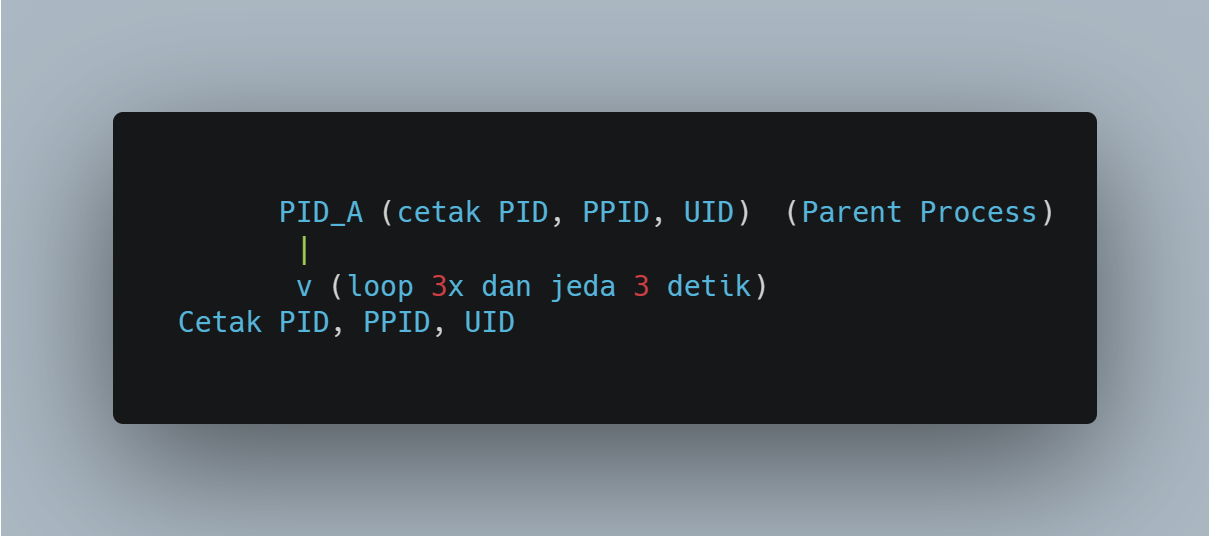 PID_A (cetak PID, PPID, UID)  (Parent Process)
|
v (loop 3x dan jeda 3 detik)
Cetak PID, PPID, UID